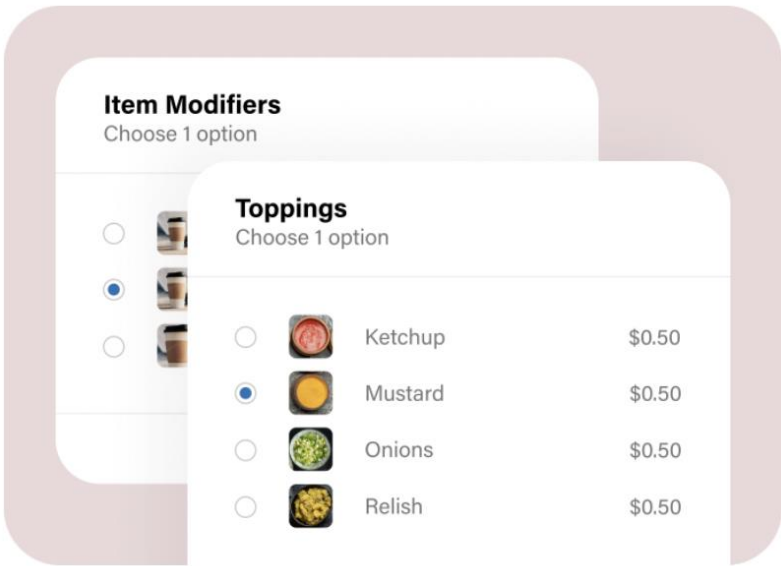 Item Modifiers
Choose 1 option
Toppings
Choose 1 option
Ketchup $0.50
Mustard $0.50
Onions $0.50
Relish $0.50